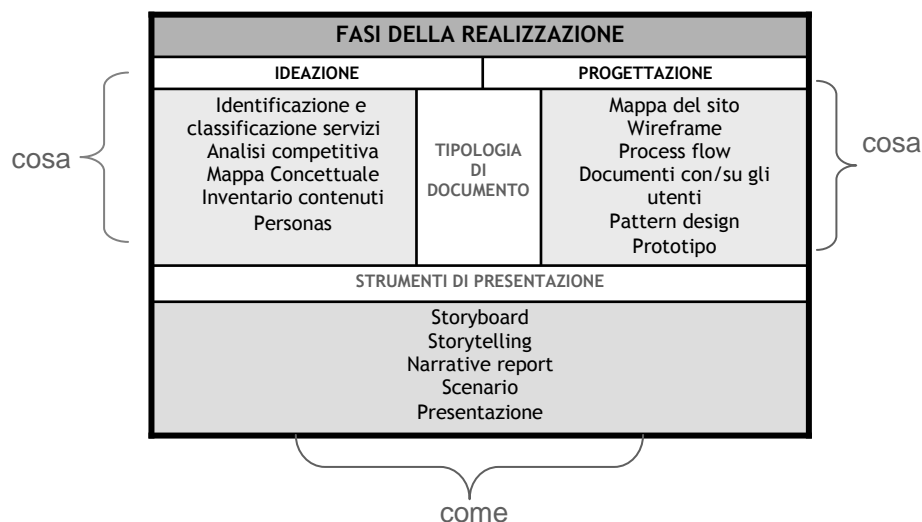 FASI DELLA REALIZZAZIONE
IDEAZIONE
PROGETTAZIONE
cosa
Identificazione e
classificazione servizi
Analisi competitiva
Mappa Concettuale
Inventario contenuti
Personas
TIPOLOGIA
DI
DOCUMENTO
Mappa del sito
Wireframe
Process flow
Documenti con/su gli
utenti
Pattern design
Prototipo
cosa
STRUMENTI DI PRESENTAZIONE
Storyboard
Storytelling
Narrative report
Scenario
Presentazione
come